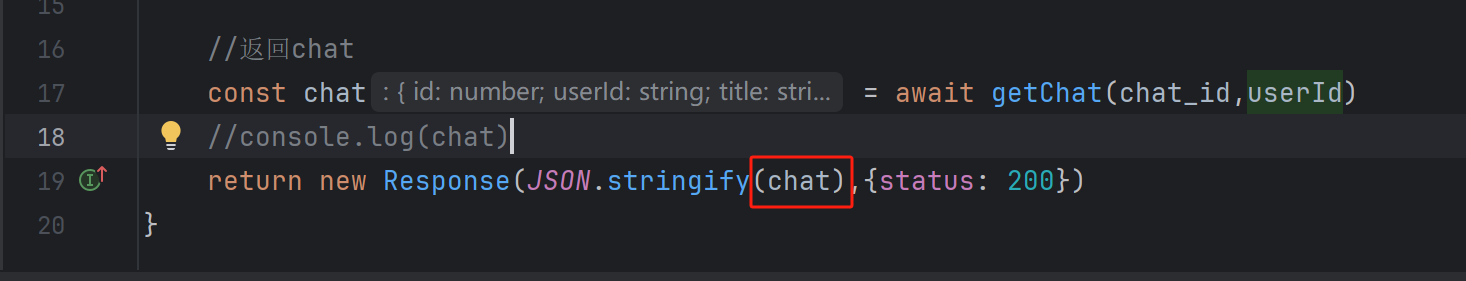 15
16 //返回chat
17 const chat : { id: number; userId: string; title: stri... = await getChat(chat_id,userId)
18 //console.log(chat)
19 return new Response(JSON.stringify(chat),{status: 200})
20 }